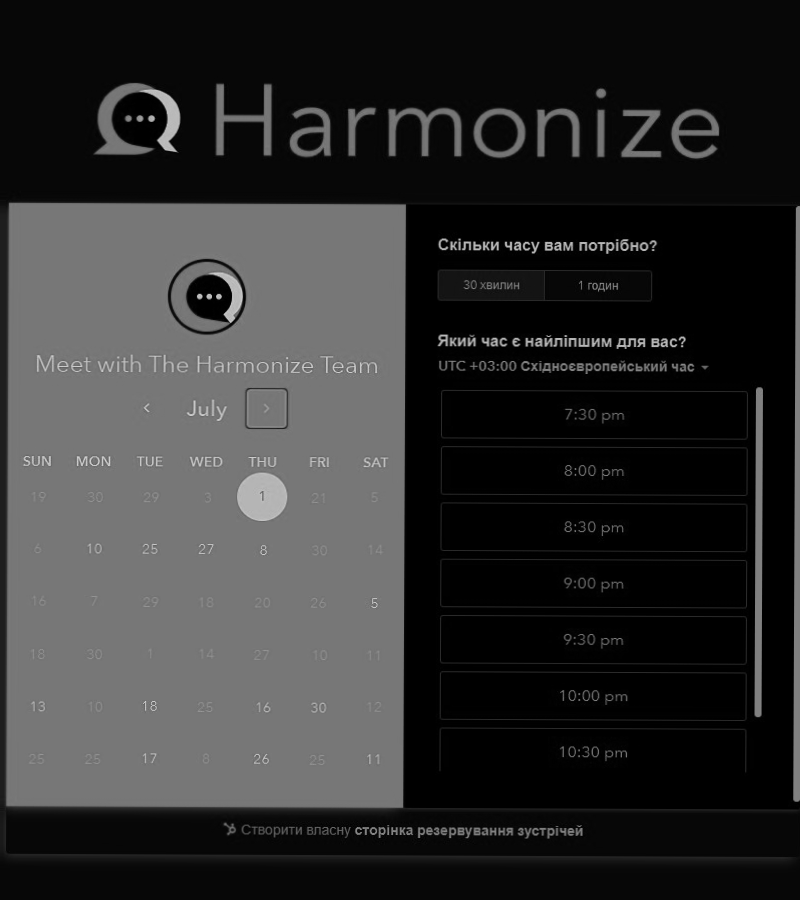 Harmonize
Meet with The Harmonize Team
July
SUN MON TUE WED THU FRI SAT
19 30 29 3 1 21 5
6 10 25 27 8 30 14
16 7 29 18 20 26 5
18 30 1 14 27 10 11
13 10 18 25 16 30 12
25 25 17 8 26 25 11
Скільки часу вам потрібно?
30 хвилин 1 годин
Який час є найліпшим для вас?
UTC +03:00 Східноєвропейський час
7:30 pm
8:00 pm
8:30 pm
9:00 pm
9:30 pm
10:00 pm
10:30 pm
Створити власну сторінка резервування зустрічей